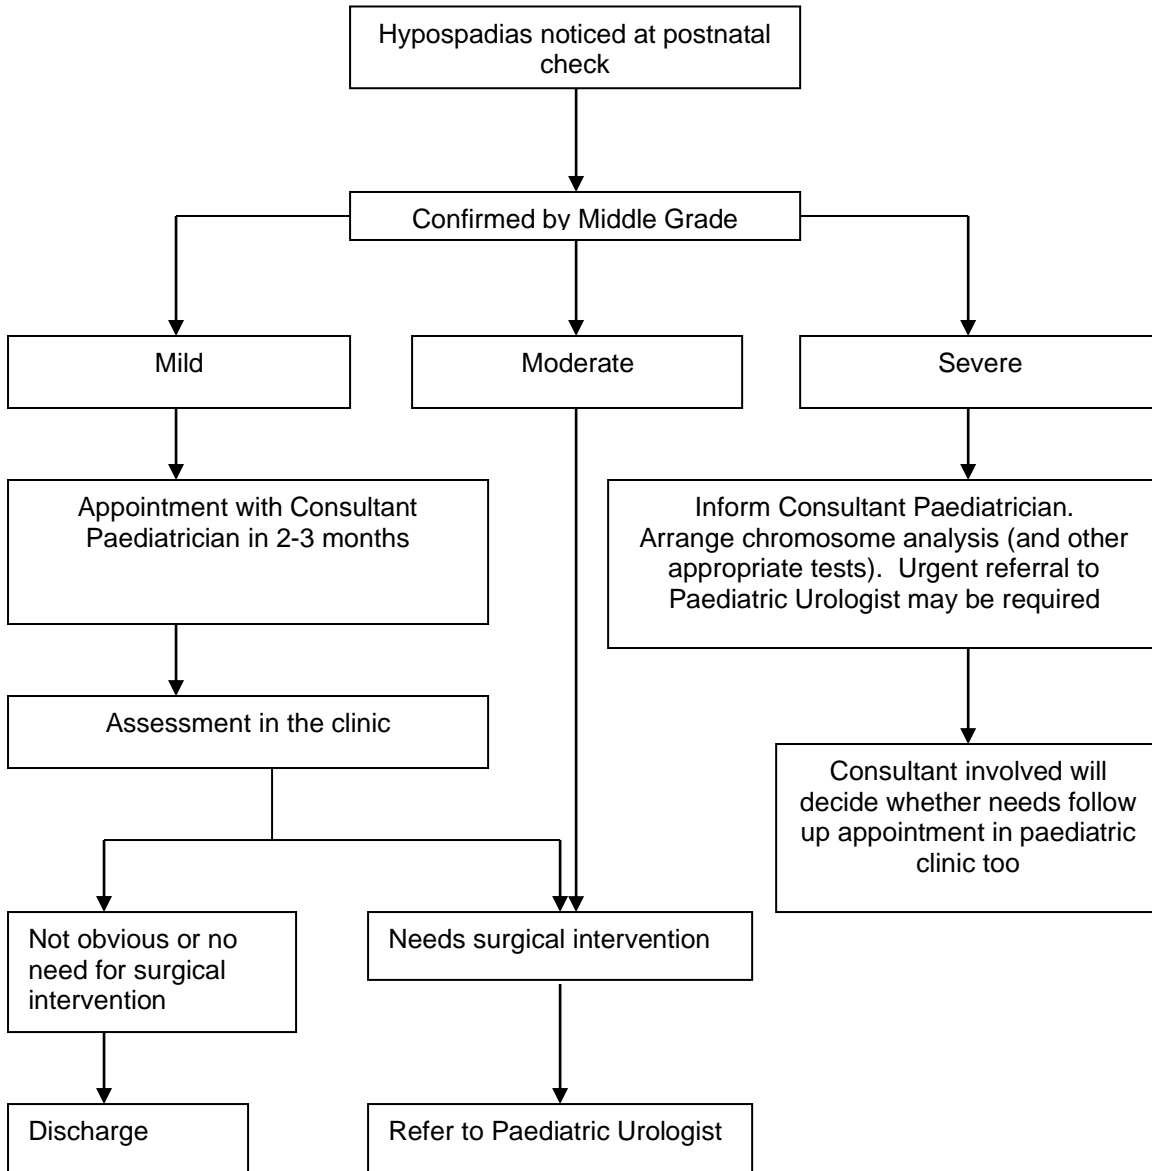 Hypospadias noticed at postnatal
check
Confirmed by Middle Grade
Mild
Moderate
Severe
Appointment with Consultant
Paediatrician in 2-3 months
Inform Consultant Paediatrician.
Arrange chromosome analysis (and other
appropriate tests).  Urgent referral to
Paediatric Urologist may be required
Assessment in the clinic
Consultant involved will
decide whether needs follow
up appointment in paediatric
clinic too
Not obvious or no
need for surgical
intervention
Needs surgical intervention
Discharge
Refer to Paediatric Urologist